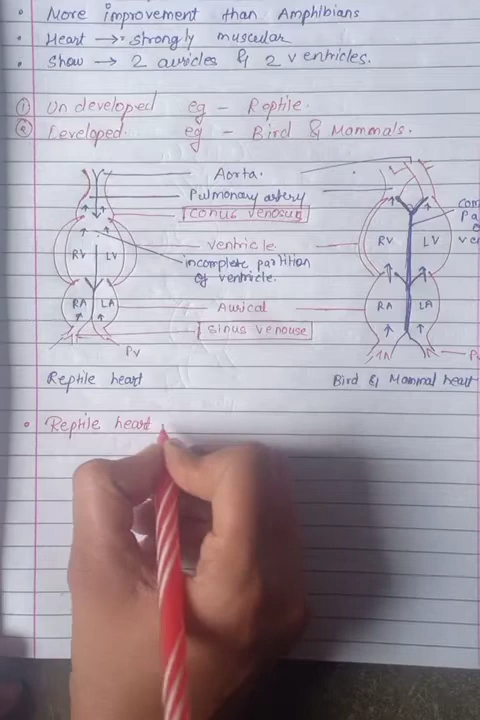 • More improvement than Amphibians
• Heart → strongly muscular
• Show → 2 auricles & 2 ventricles.
① Undeveloped eg - Reptile.
② Developed. eg - Bird & Mammals.
Aorta.
Pulmonary artery
Conus venosus
ventricle.
incomplete partition
of ventricle.
RV LV
RV LV
RA LA
RA LA
Aurical
sinus venouse
PV
Reptile heart
Bird & Mammal heart
• Reptile heart